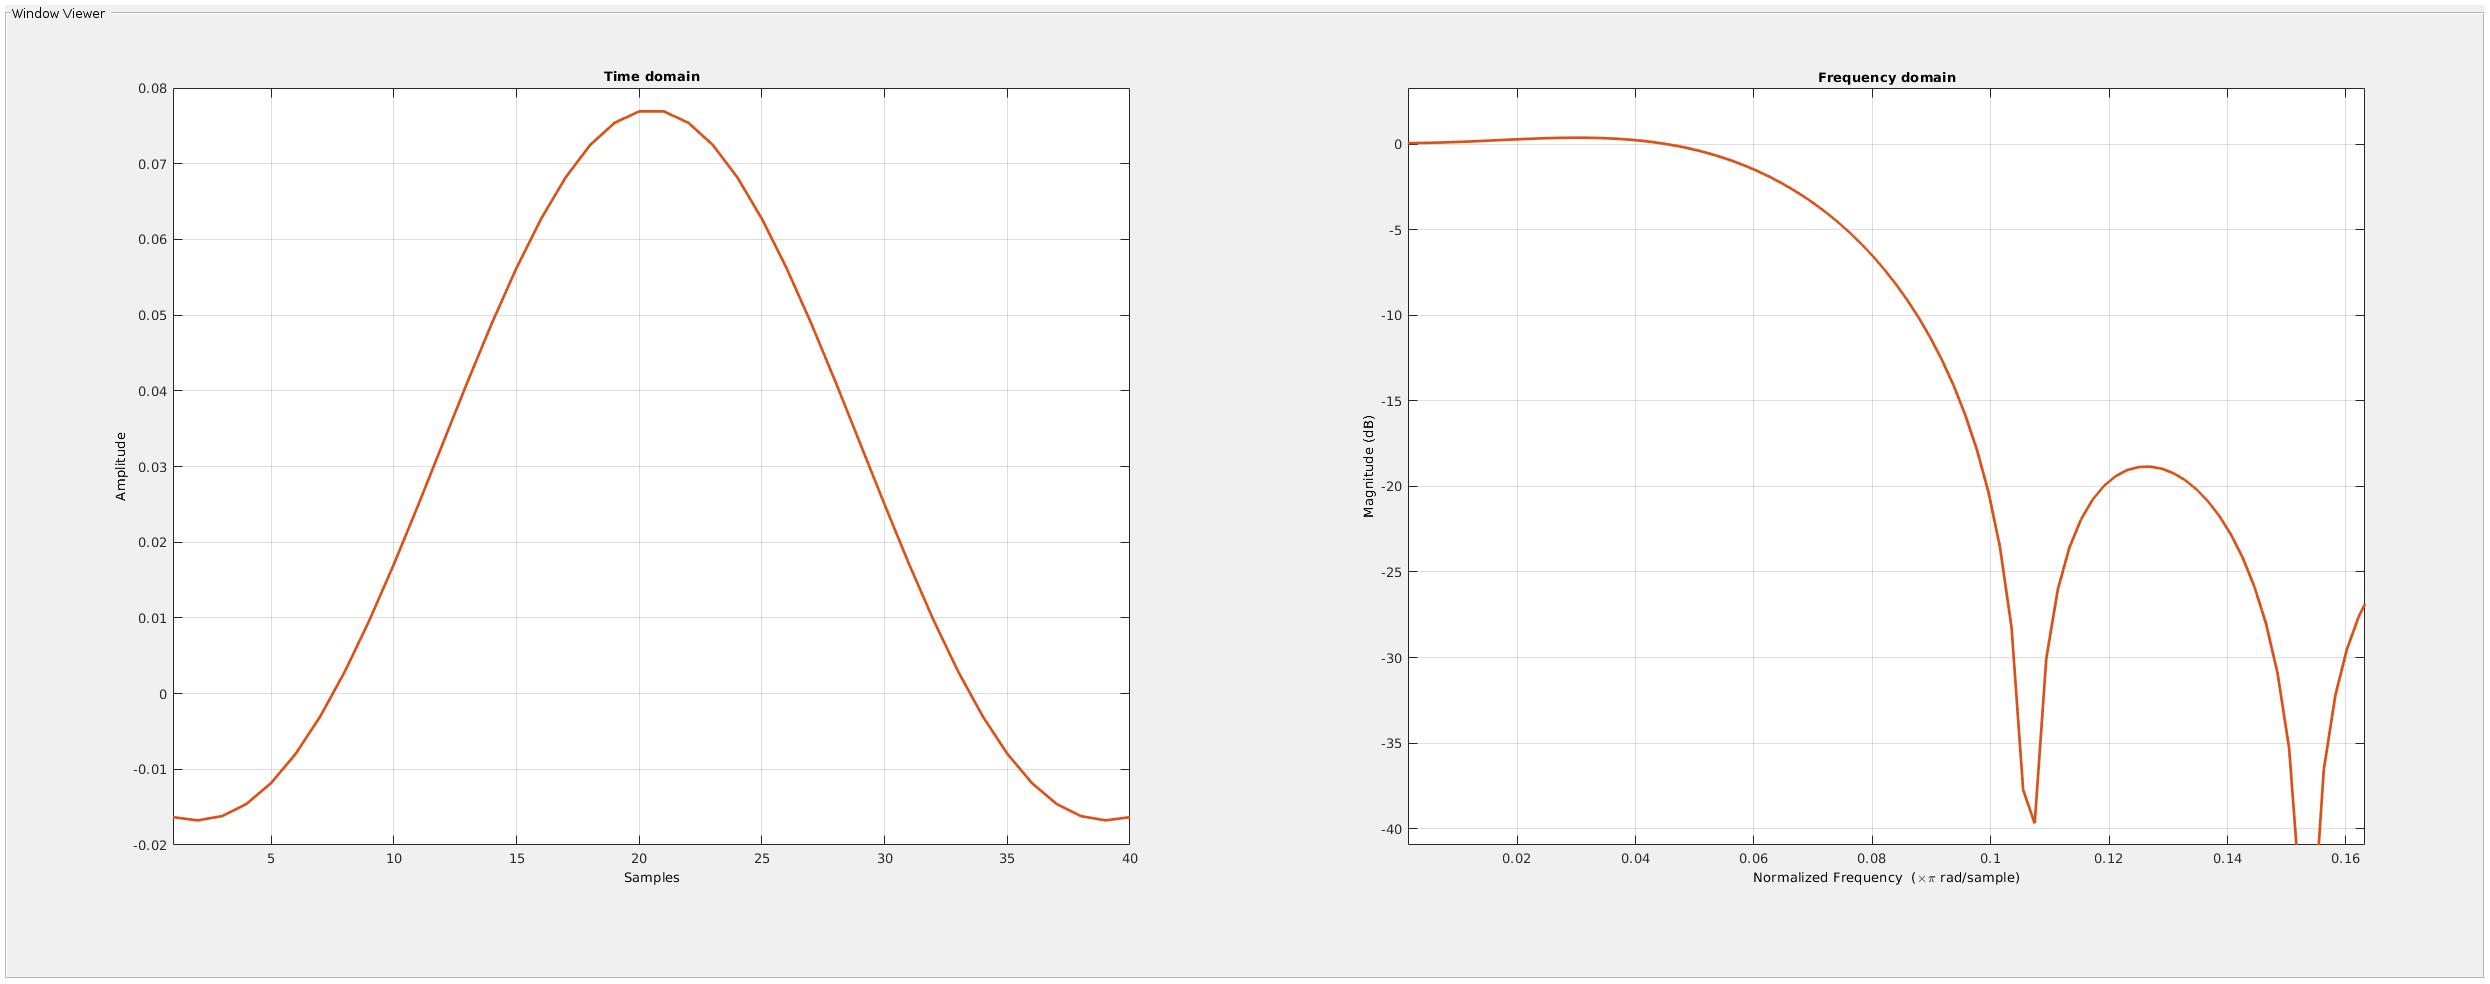 Window Viewer
Time domain
0.08
0.07
0.06
0.05
0.04
0.03
0.02
0.01
0
-0.01
-0.02
Amplitude
5 10 15 20 25 30 35 40
Samples
Frequency domain
0
-5
-10
-15
-20
-25
-30
-35
-40
Magnitude (dB)
0.02 0.04 0.06 0.08 0.1 0.12 0.14 0.16
Normalized Frequency (×π rad/sample)